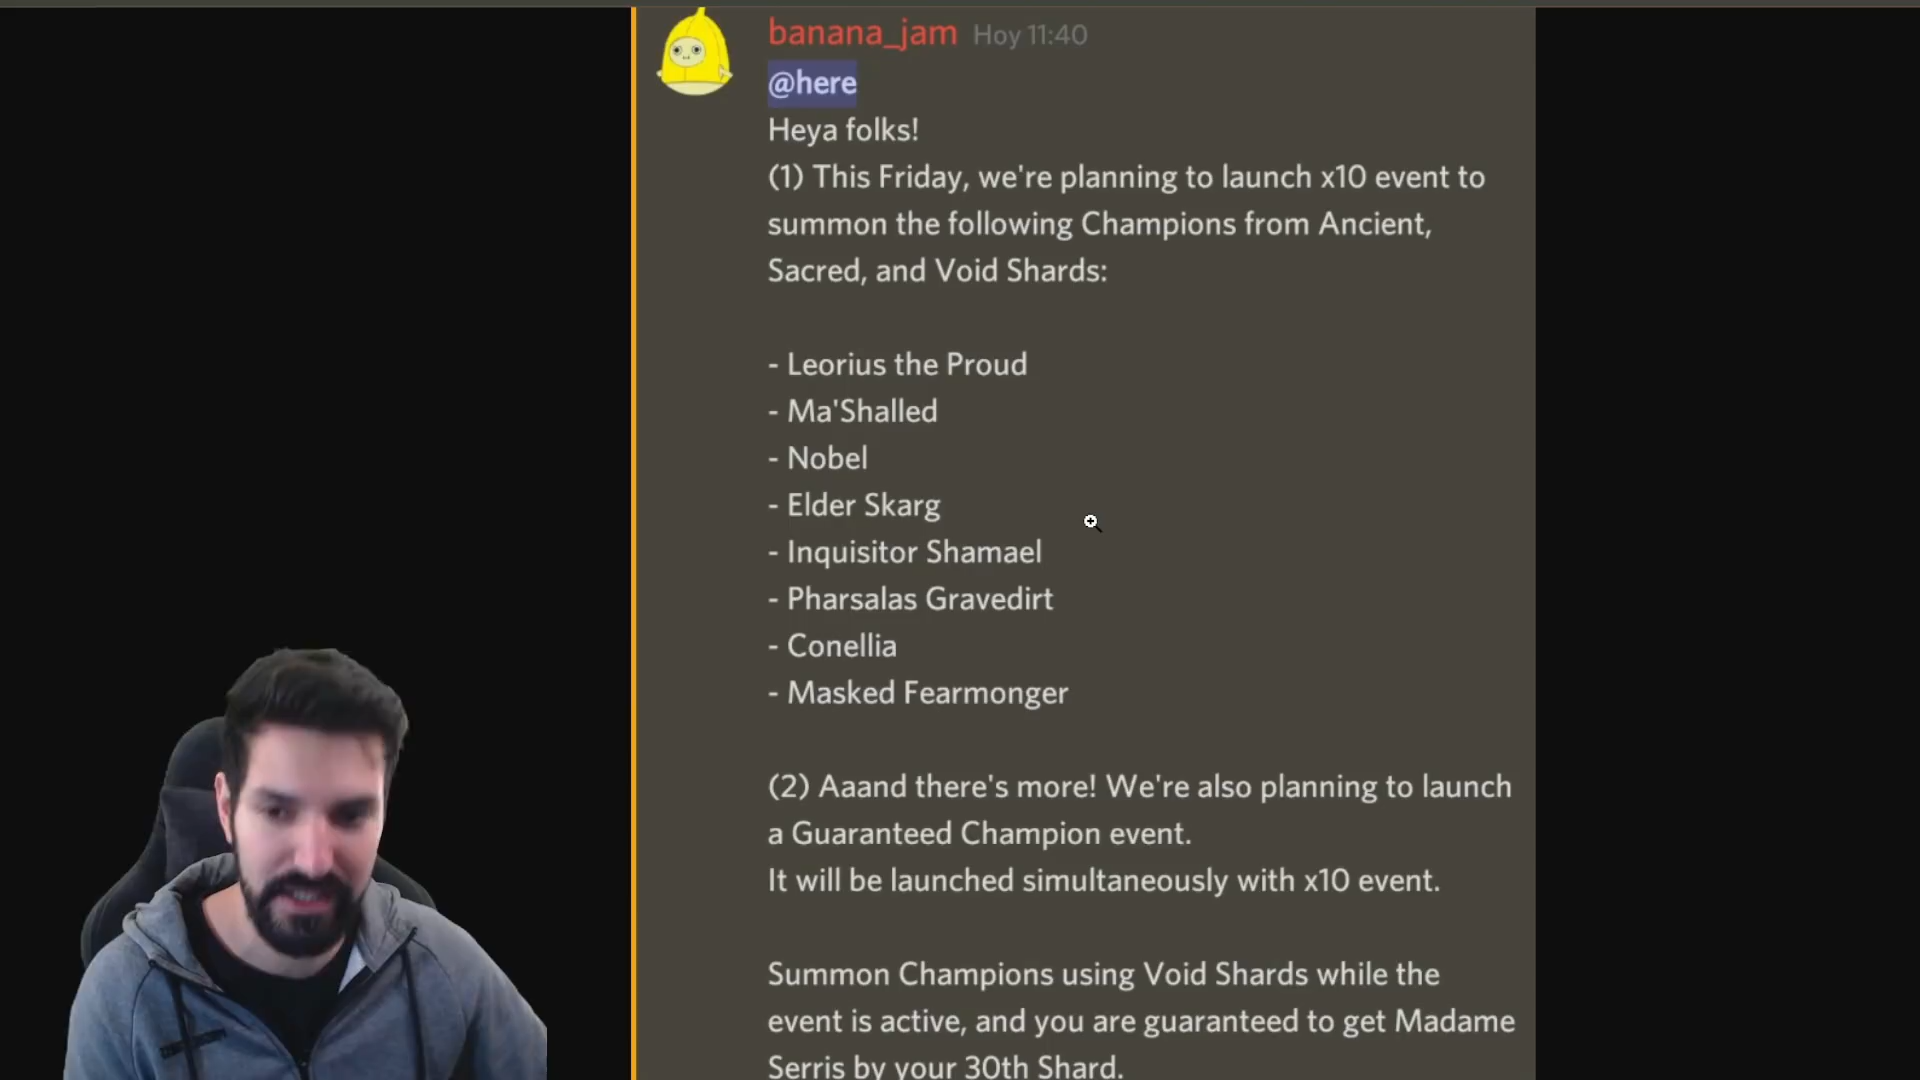 banana_jam Hoy 11:40
@here
Heya folks!
(1) This Friday, we're planning to launch x10 event to
summon the following Champions from Ancient,
Sacred, and Void Shards:
- Leorius the Proud
- Ma'Shalled
- Nobel
- Elder Skarg
- Inquisitor Shamael
- Pharsalas Gravedirt
- Conellia
- Masked Fearmonger
(2) Aaand there's more! We're also planning to launch
a Guaranteed Champion event.
It will be launched simultaneously with x10 event.
Summon Champions using Void Shards while the
event is active, and you are guaranteed to get Madame
Serris by your 30th Shard.